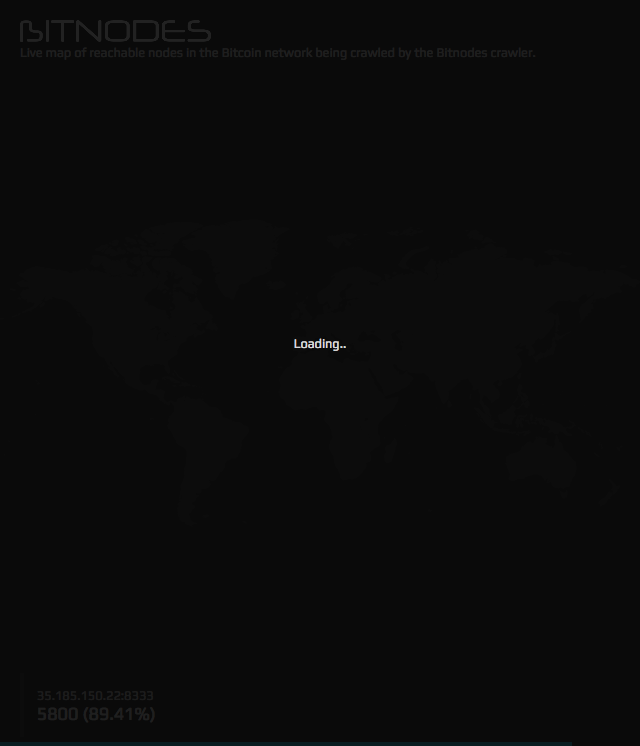 BITNODES
Live map of reachable nodes in the Bitcoin network being crawled by the Bitnodes crawler.
Loading..
35.185.150.22:8333
5800 (89.41%)